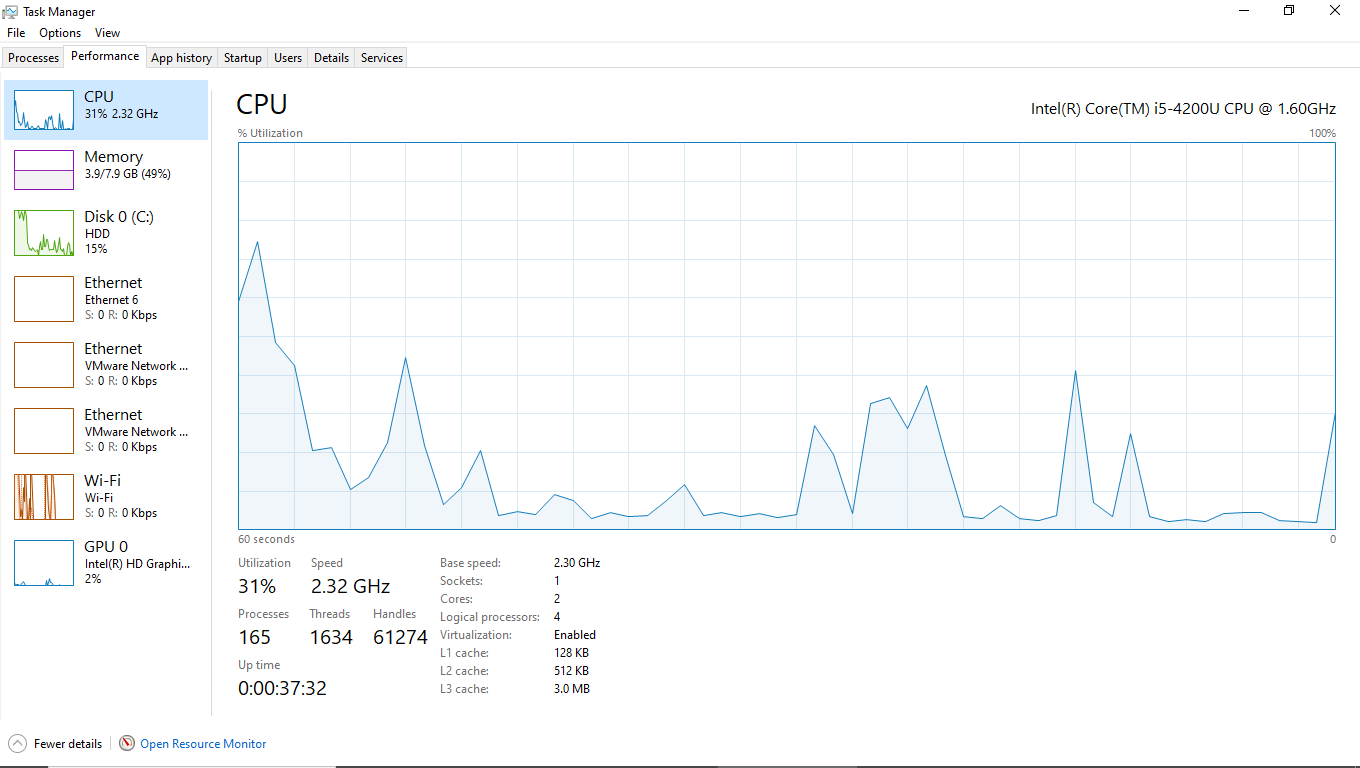 Task Manager
File Options View
Processes Performance App history Startup Users Details Services
CPU
31% 2.32 GHz
Memory
3.9/7.9 GB (49%)
Disk 0 (C:)
HDD
15%
Ethernet
Ethernet 6
S: 0 R: 0 Kbps
Ethernet
VMware Network ...
S: 0 R: 0 Kbps
Ethernet
VMware Network ...
S: 0 R: 0 Kbps
Wi-Fi
Wi-Fi
S: 0 R: 0 Kbps
GPU 0
Intel(R) HD Graphi...
2%
CPU Intel(R) Core(TM) i5-4200U CPU @ 1.60GHz
% Utilization 100%
60 seconds 0
Utilization Speed
31% 2.32 GHz
Processes Threads Handles
165 1634 61274
Up time
0:00:37:32
Base speed: 2.30 GHz
Sockets: 1
Cores: 2
Logical processors: 4
Virtualization: Enabled
L1 cache: 128 KB
L2 cache: 512 KB
L3 cache: 3.0 MB
Fewer details Open Resource Monitor